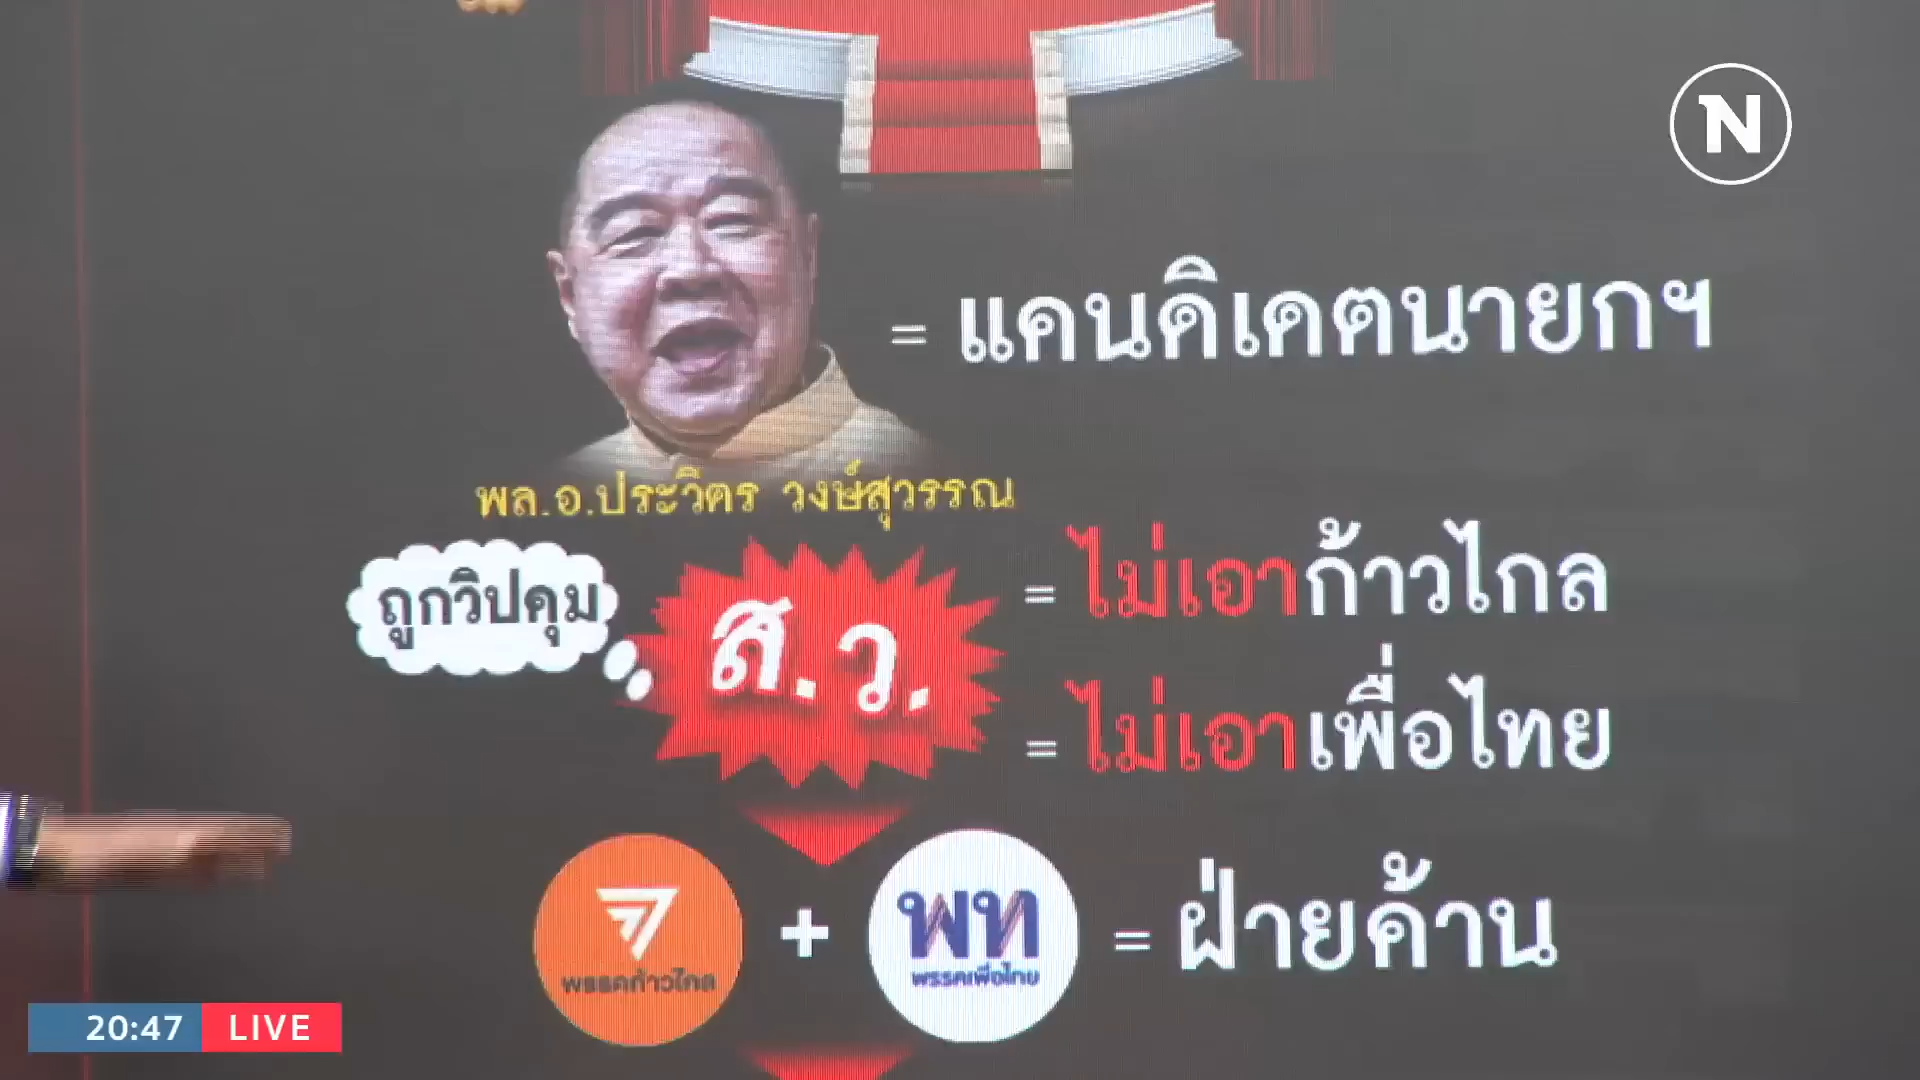 N
= แคนดิเดตนายกฯ
พล.อ.ประวิตร วงษ์สุวรรณ
ถูกวิปคุม
ส.ว.
= ไม่เอาก้าวไกล
= ไม่เอาเพื่อไทย
พรรคก้าวไกล
+
พท
พรรคเพื่อไทย
= ฝ่ายค้าน
20:47 LIVE